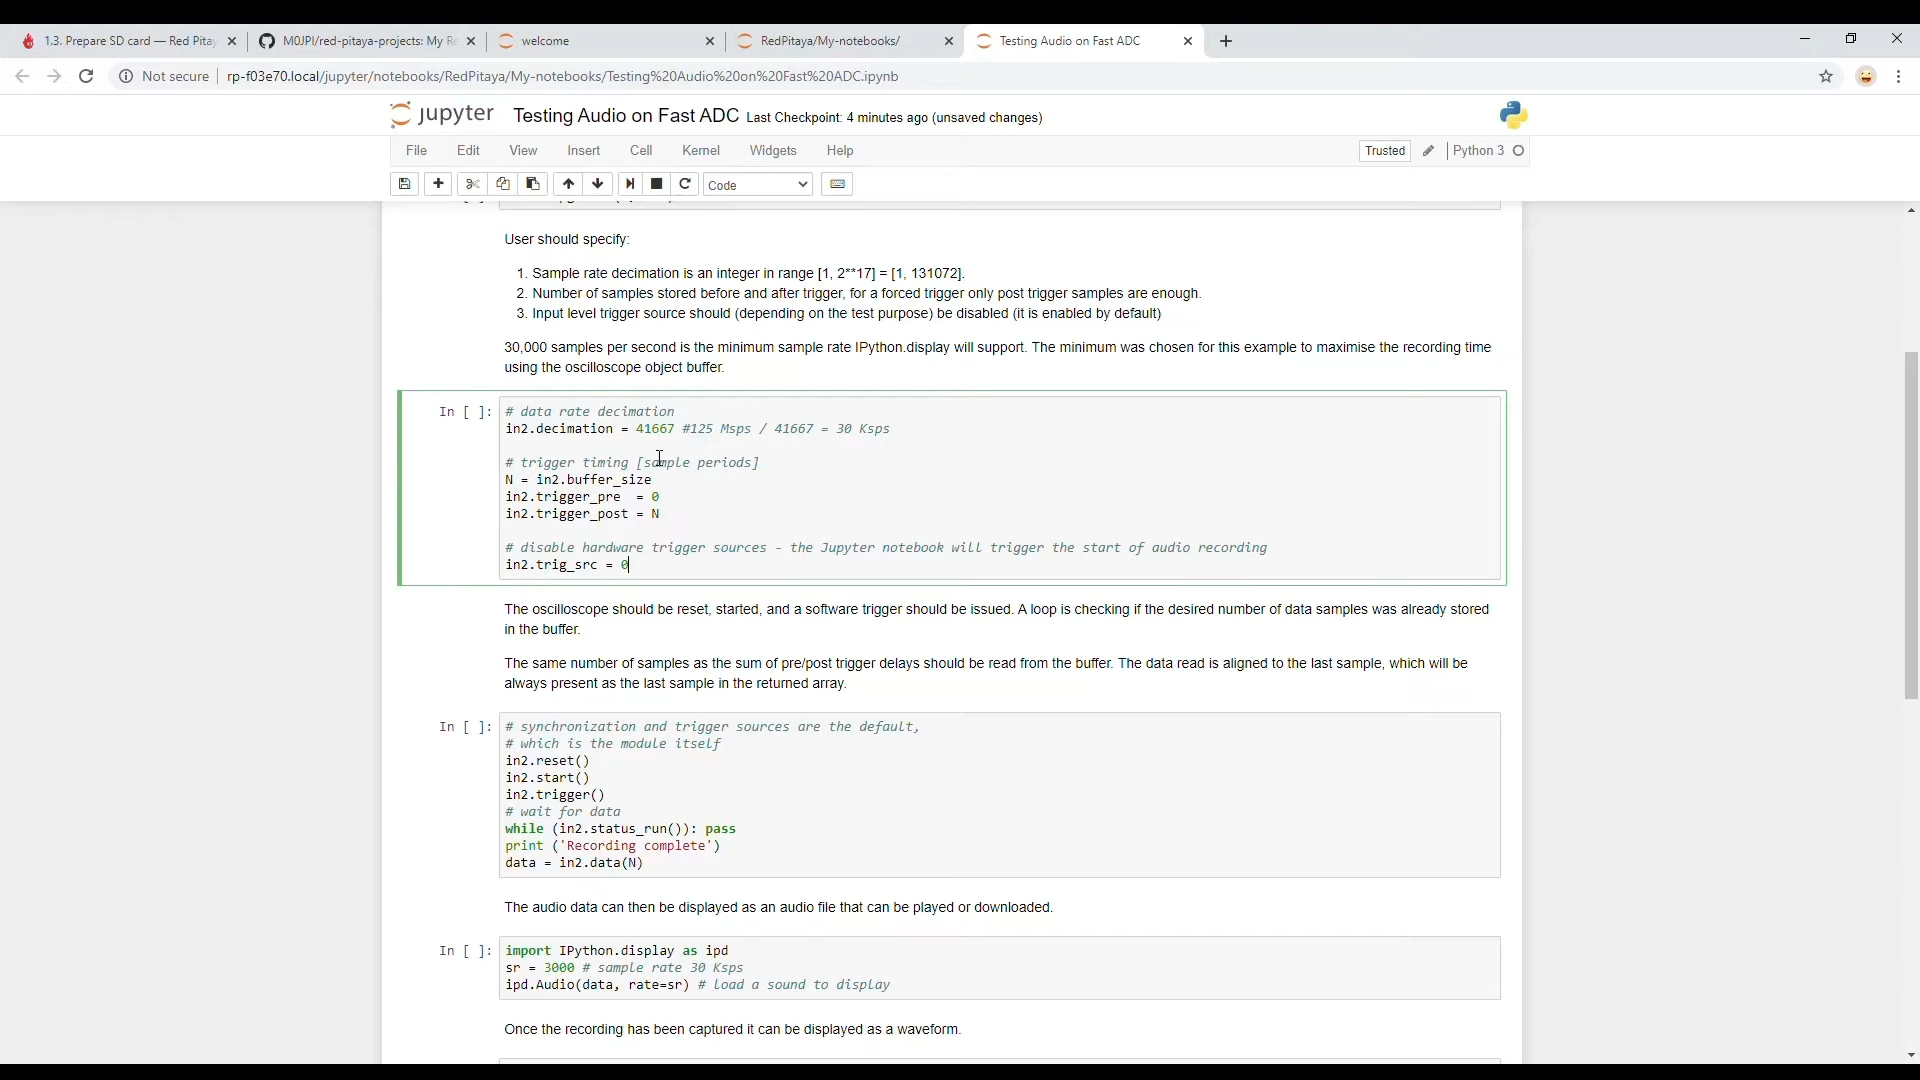 1.3. Prepare SD card — Red Pitay
M0JPI/red-pitaya-projects: My Re
welcome
RedPitaya/My-notebooks/
Testing Audio on Fast ADC
Not secure
rp-f03e70.local/jupyter/notebooks/RedPitaya/My-notebooks/Testing%20Audio%20on%20Fast%20ADC.ipynb
jupyter
Testing Audio on Fast ADC
Last Checkpoint: 4 minutes ago (unsaved changes)
File
Edit
View
Insert
Cell
Kernel
Widgets
Help
Trusted
Python 3
Code
User should specify:
1. Sample rate decimation is an integer in range [1, 2**17] = [1, 131072].
2. Number of samples stored before and after trigger, for a forced trigger only post trigger samples are enough.
3. Input level trigger source should (depending on the test purpose) be disabled (it is enabled by default)
30,000 samples per second is the minimum sample rate IPython.display will support. The minimum was chosen for this example to maximise the recording time
using the oscilloscope object buffer.
In [ ]:
# data rate decimation
in2.decimation = 41667 #125 Msps / 41667 = 30 Ksps
# trigger timing [sample periods]
N = in2.buffer_size
in2.trigger_pre  = 0
in2.trigger_post = N
# disable hardware trigger sources - the Jupyter notebook will trigger the start of audio recording
in2.trig_src = 0
The oscilloscope should be reset, started, and a software trigger should be issued. A loop is checking if the desired number of data samples was already stored
in the buffer.
The same number of samples as the sum of pre/post trigger delays should be read from the buffer. The data read is aligned to the last sample, which will be
always present as the last sample in the returned array.
In [ ]:
# synchronization and trigger sources are the default,
# which is the module itself
in2.reset()
in2.start()
in2.trigger()
# wait for data
while (in2.status_run()): pass
print ('Recording complete')
data = in2.data(N)
The audio data can then be displayed as an audio file that can be played or downloaded.
In [ ]:
import IPython.display as ipd
sr = 3000 # sample rate 30 Ksps
ipd.Audio(data, rate=sr) # load a sound to display
Once the recording has been captured it can be displayed as a waveform.